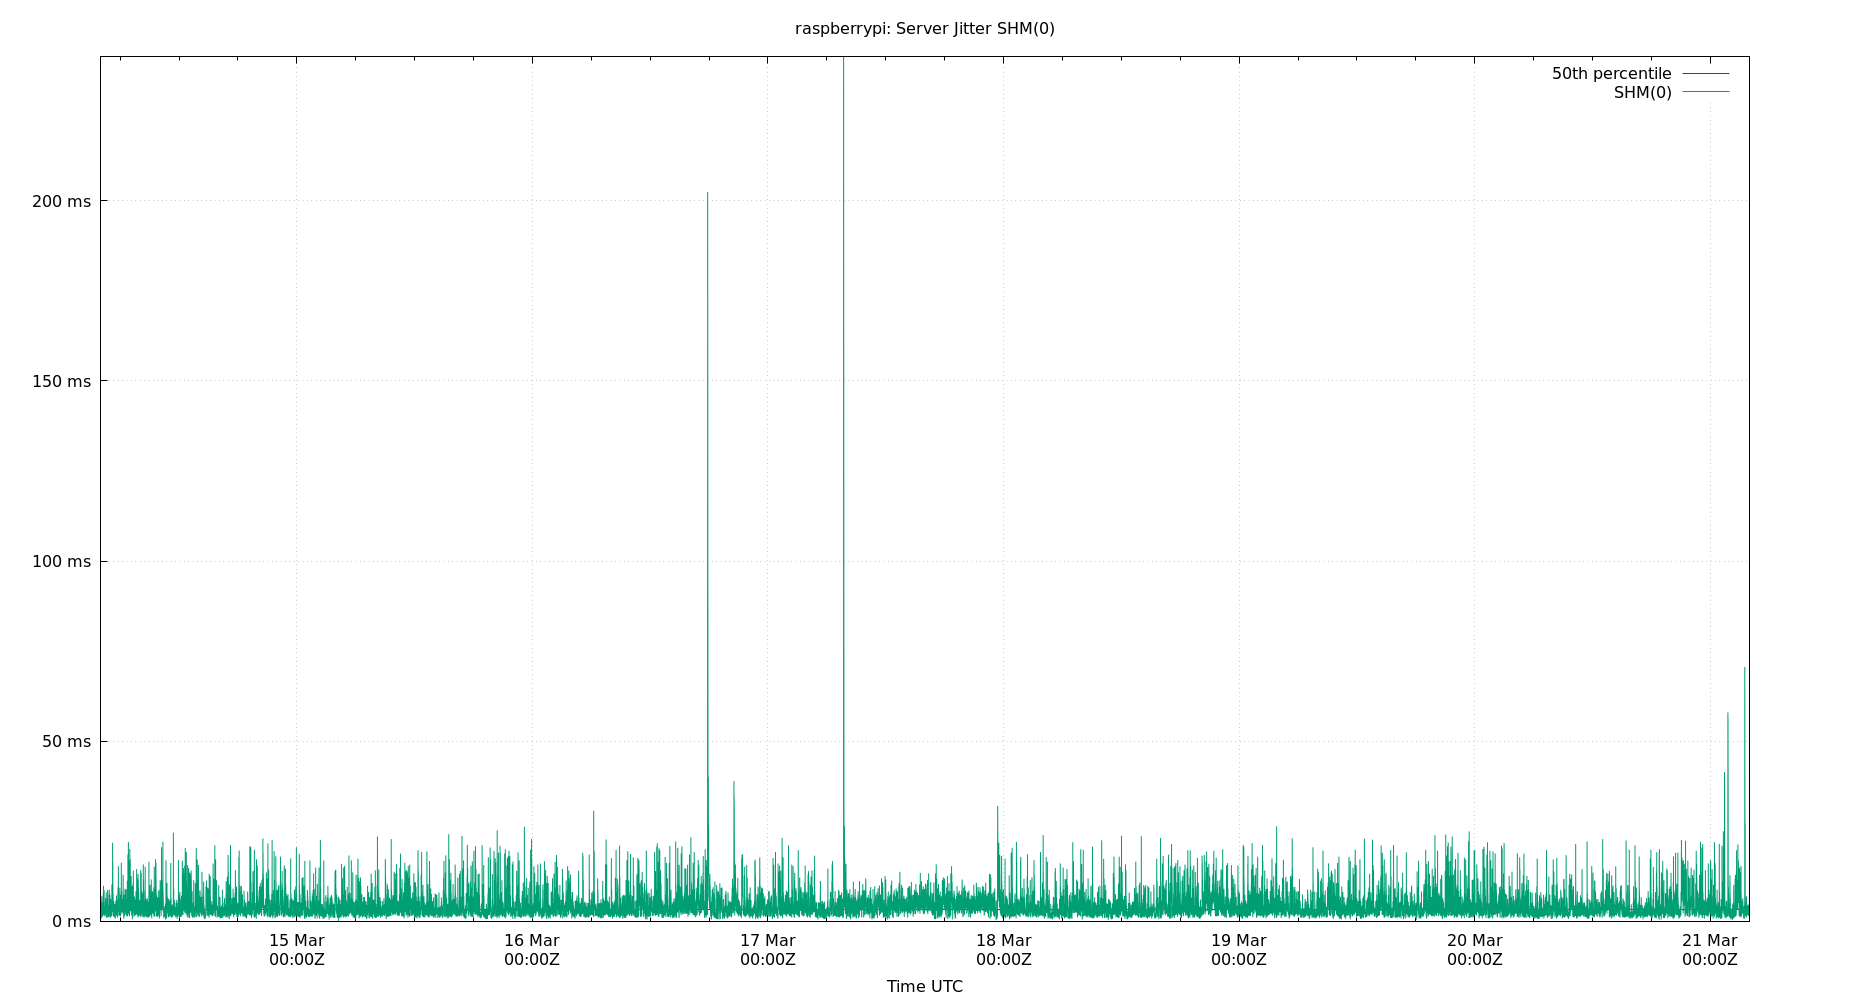 raspberrypi: Server Jitter SHM(0)
50th percentile
SHM(0)
200 ms
150 ms
100 ms
50 ms
0 ms
15 Mar 16 Mar 17 Mar 18 Mar 19 Mar 20 Mar 21 Mar
00:00Z 00:00Z 00:00Z 00:00Z 00:00Z 00:00Z 00:00Z
Time UTC